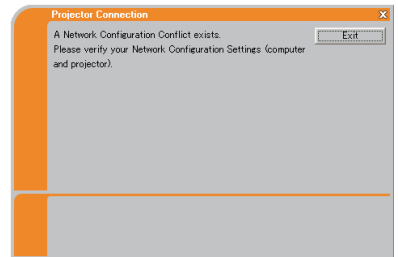 Projector Connection
X
A Network Configuration Conflict exists.
Exit
Please verify your Network Configuration Settings (computer
and projector).